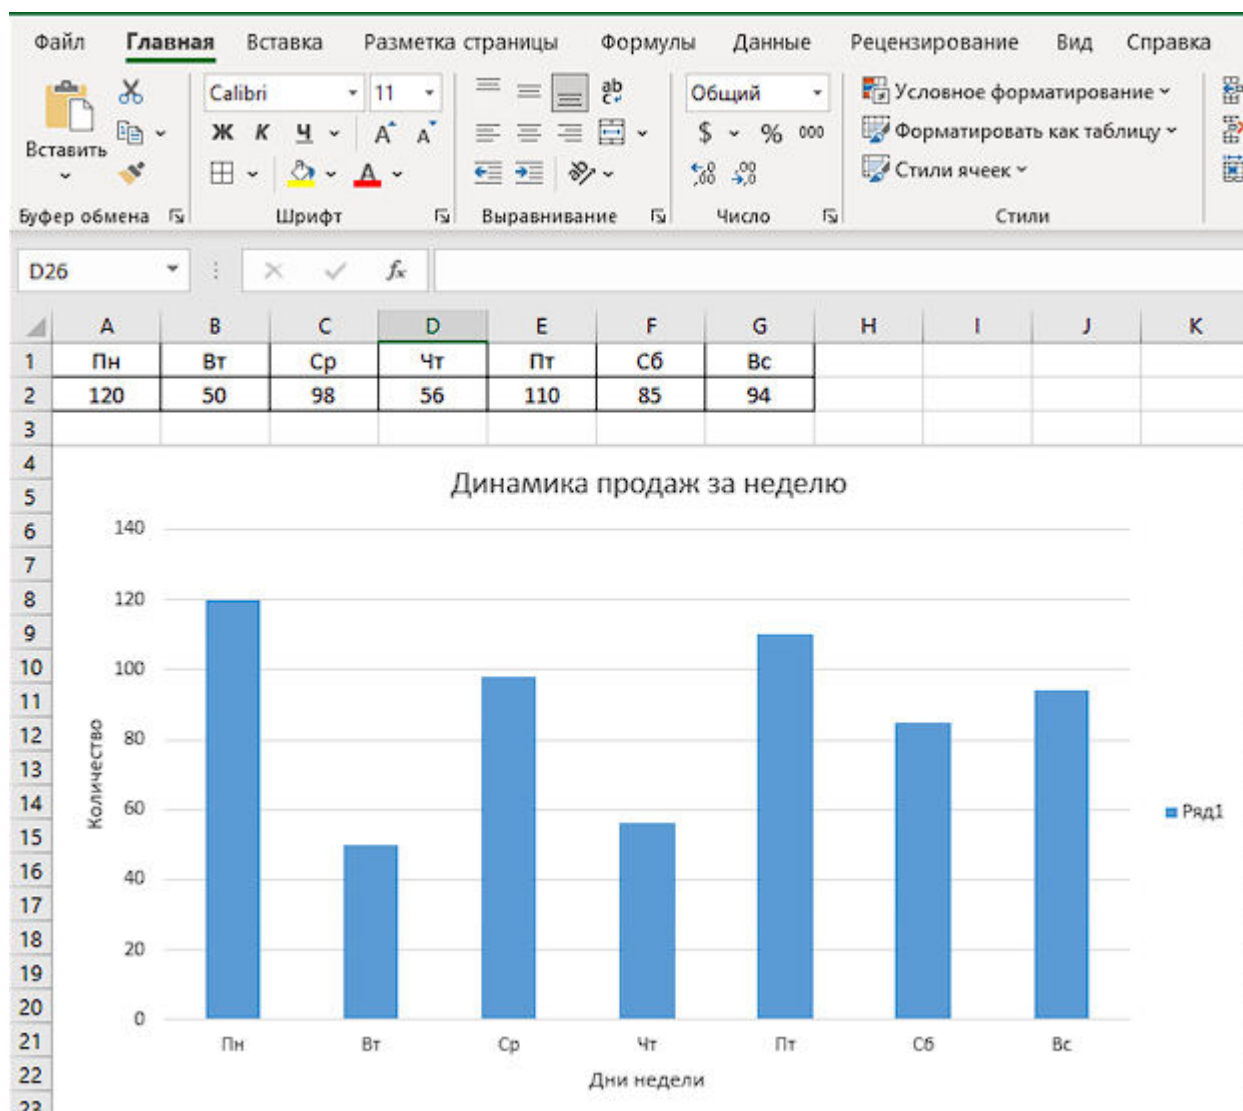 Файл Главная Вставка Разметка страницы Формулы Данные Рецензирование Вид Справка
Calibri 11 ab Общий Условное форматирование
Вставить Ж К Ч А А $ % 000 Форматировать как таблицу
А ,00 ,0 Стили ячеек
Буфер обмена Шрифт Выравнивание Число Стили
D26 fx
A B C D E F G H I J K
1 Пн Вт Ср Чт Пт Сб Вс
2 120 50 98 56 110 85 94
3
4
Динамика продаж за неделю
5
6
7
8
9
10
11
12
13
14
15
16
17
18
19
20
21
22
23
140
120
100
80
60
40
20
0
Количество
Ряд1
Пн Вт Ср Чт Пт Сб Вс
Дни недели